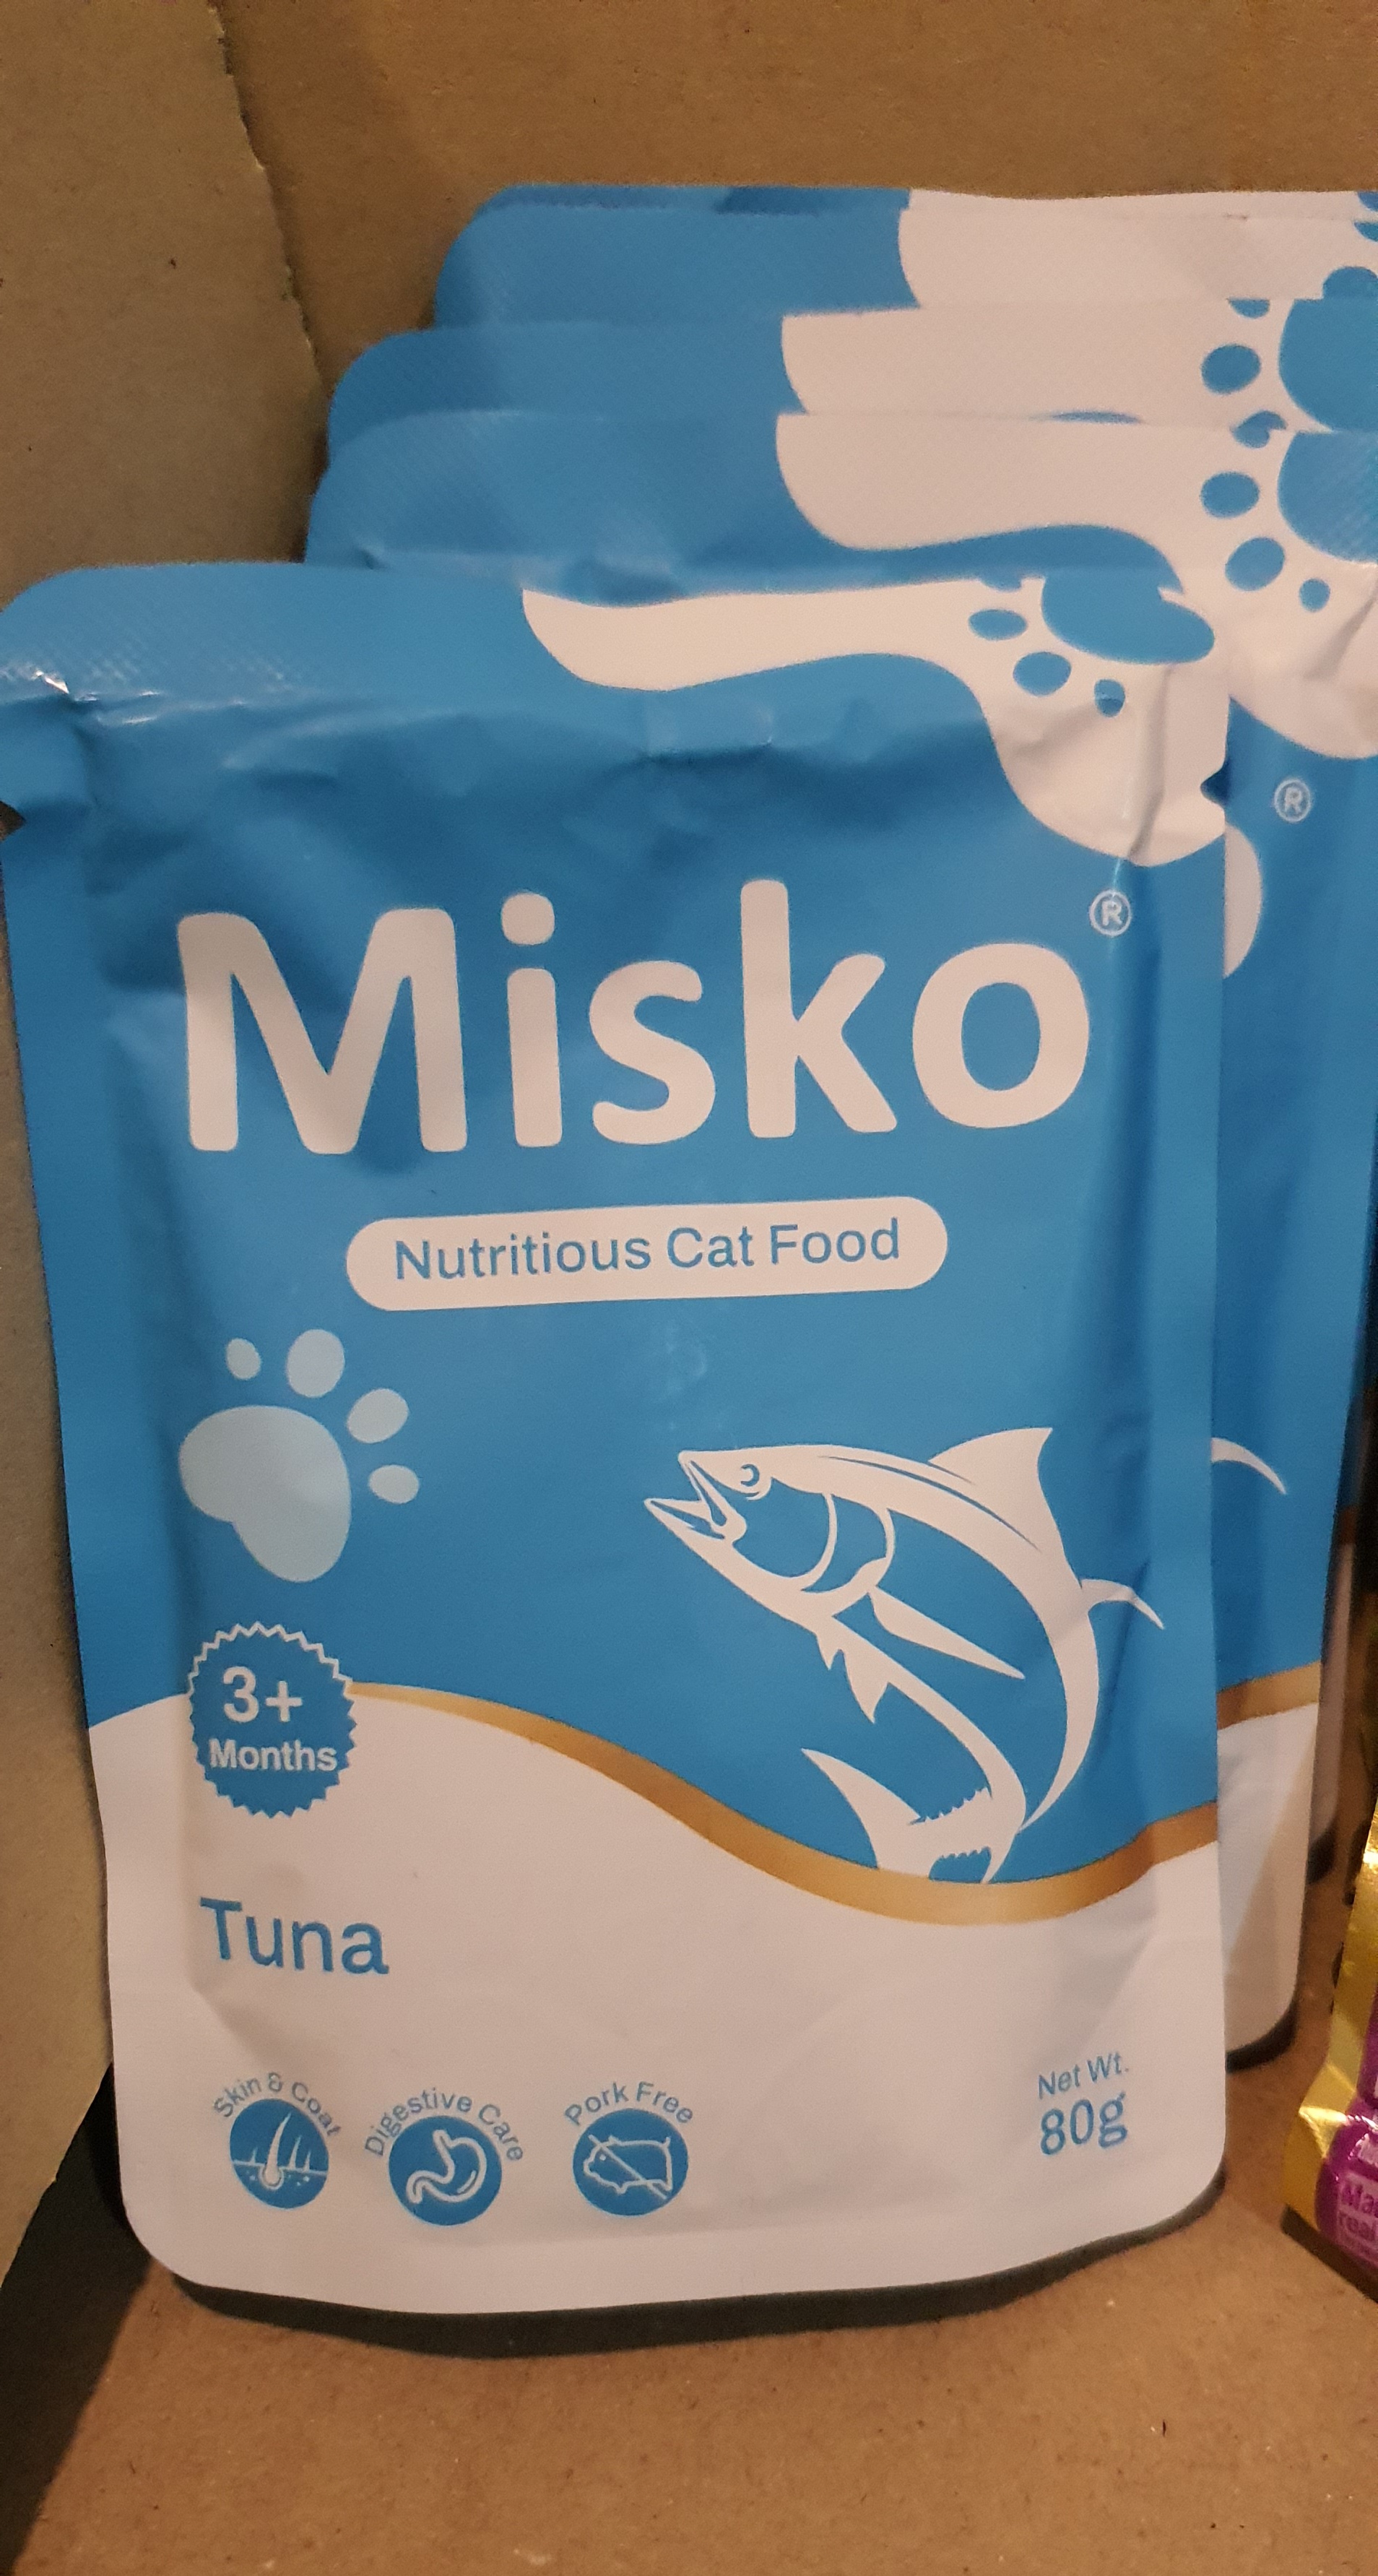 Misko®
Nutritious Cat Food
3+
Months
Tuna
Skin & Coat
Digestive Care
Pork Free
Net Wt.
80g
®